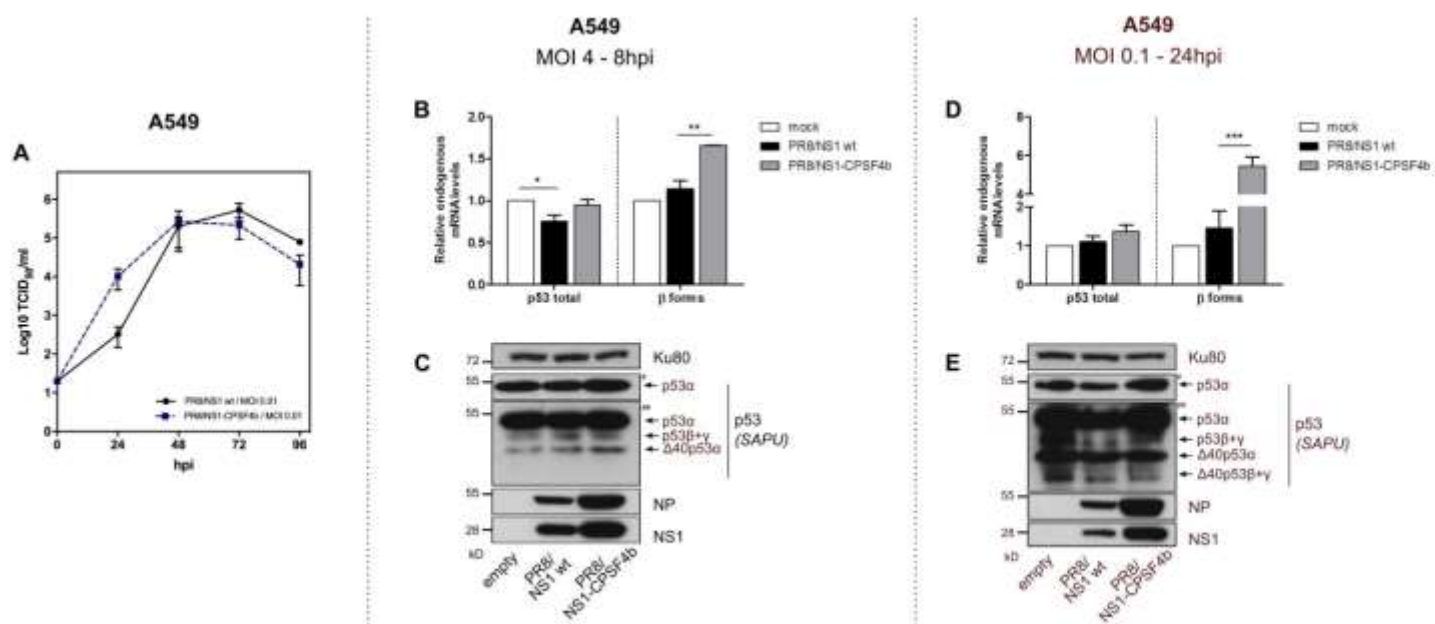 A549
A
Log10 TCID50/ml
6
5
4
3
2
1
0
0 24 48 72 96
hpi
PR8/NS1 wt / MOI 0.01
PR8/NS1-CPSF4b / MOI 0.01
A549
MOI 4 - 8hpi
B
Relative endogenous
mRNA levels
2.0
1.5
1.0
0.5
0.0
* **
p53 total β forms
mock
PR8/NS1 wt
PR8/NS1-CPSF4b
C
72 Ku80
55 * p53α
55 ** p53α
p53β+γ
Δ40p53α
p53
(SAPU)
55 NP
28 NS1
kD
empty
PR8/
NS1 wt
PR8/
NS1-CPSF4b
A549
MOI 0.1 - 24hpi
D
Relative endogenous
mRNA levels
8
6
4
2
1
0
***
p53 total β forms
mock
PR8/NS1 wt
PR8/NS1-CPSF4b
E
72 Ku80
55 * p53α
55 ** p53α
p53β+γ
Δ40p53α
Δ40p53β+γ
p53
(SAPU)
55 NP
28 NS1
kD
empty
PR8/
NS1 wt
PR8/
NS1-CPSF4b